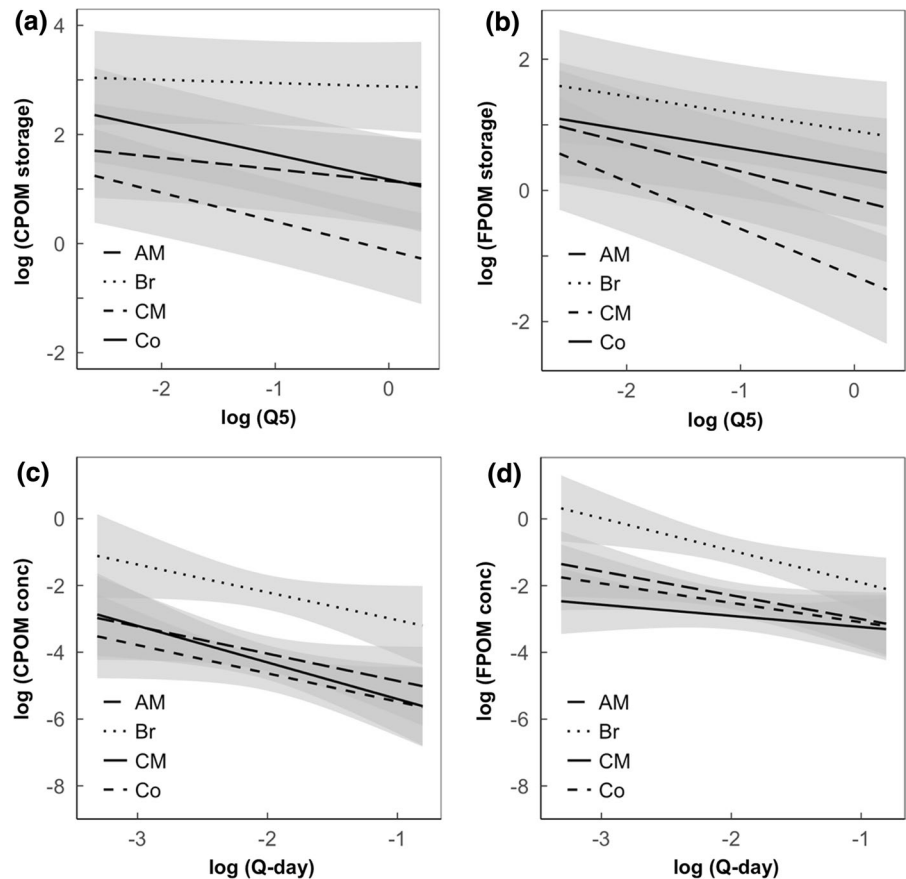 (a)
log (CPOM storage)
4
2
0
-2
AM
Br
CM
Co
-2 -1 0
log (Q5)
(b)
log (FPOM storage)
2
0
-2
AM
Br
CM
Co
-2 -1 0
log (Q5)
(c)
log (CPOM conc)
0
-2
-4
-6
-8
AM
Br
CM
Co
-3 -2 -1
log (Q-day)
(d)
log (FPOM conc)
0
-2
-4
-6
-8
AM
Br
CM
Co
-3 -2 -1
log (Q-day)